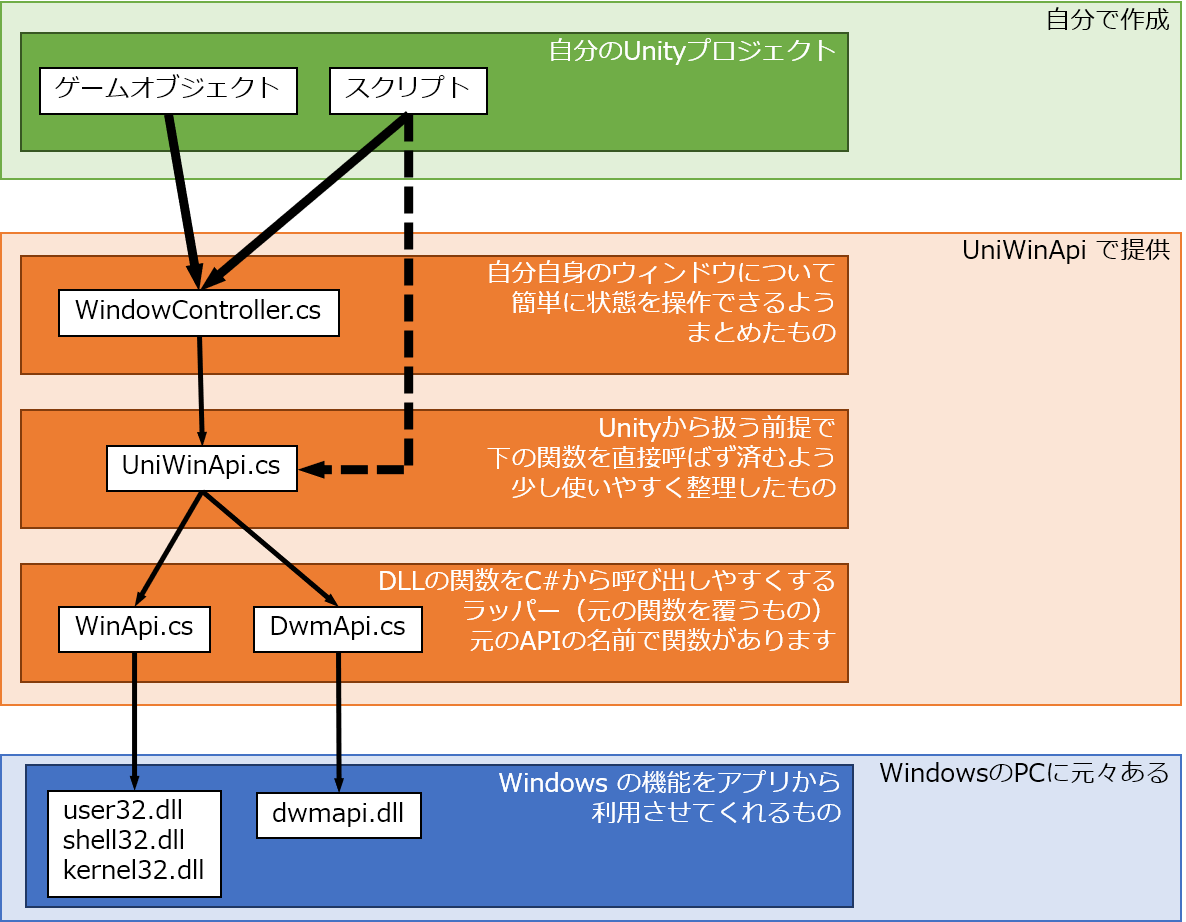 自分で作成
自分のUnityプロジェクト
ゲームオブジェクト
スクリプト
UniWinApi で提供
自分自身のウィンドウについて
簡単に状態を操作できるよう
まとめたもの
WindowController.cs
Unityから扱う前提で
下の関数を直接呼ばず済むよう
少し使いやすく整理したもの
UniWinApi.cs
DLLの関数をC#から呼び出しやすくする
ラッパー（元の関数を覆うもの）
元のAPIの名前で関数があります
WinApi.cs
DwmApi.cs
WindowsのPCに元々ある
Windows の機能をアプリから
利用させてくれるもの
user32.dll
shell32.dll
kernel32.dll
dwmapi.dll